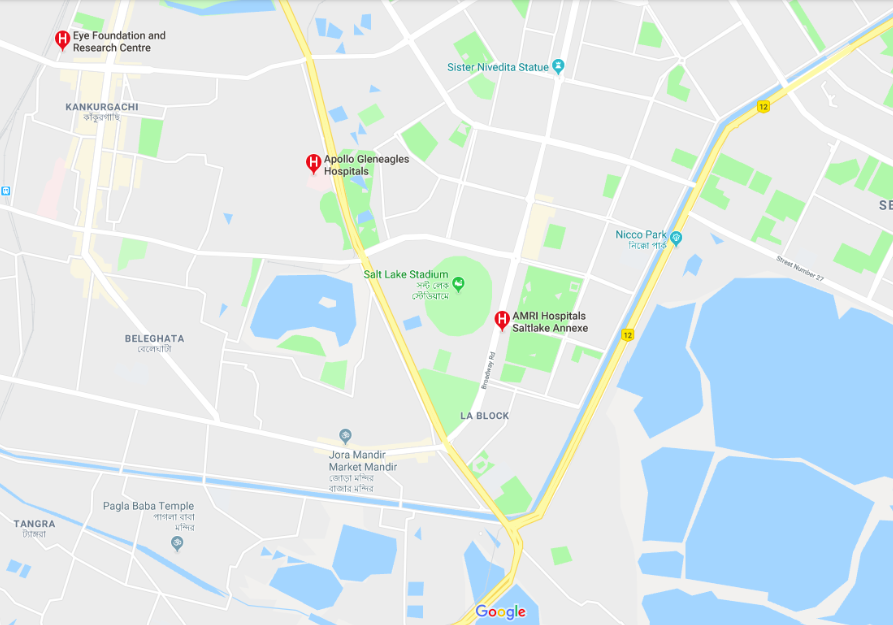 Eye Foundation and
Research Centre
Sister Nivedita Statue
12
KANKURGACHI
কাঁকুরগাছি
Apollo Gleneagles
Hospitals
Nicco Park
নিক্কো পার্ক
Street Number 27
Salt Lake Stadium
সল্ট লেক
স্টেডিয়ামে
AMRI Hospitals
Saltlake Annexe
12
BELEGHATA
বেলেঘাটা
Broadway Rd
LA BLOCK
Jora Mandir
Market Mandir
জোড়া মন্দির
বাজার মন্দির
Pagla Baba Temple
পাগলা বাবা
মন্দির
TANGRA
ট্যাংরা
Google